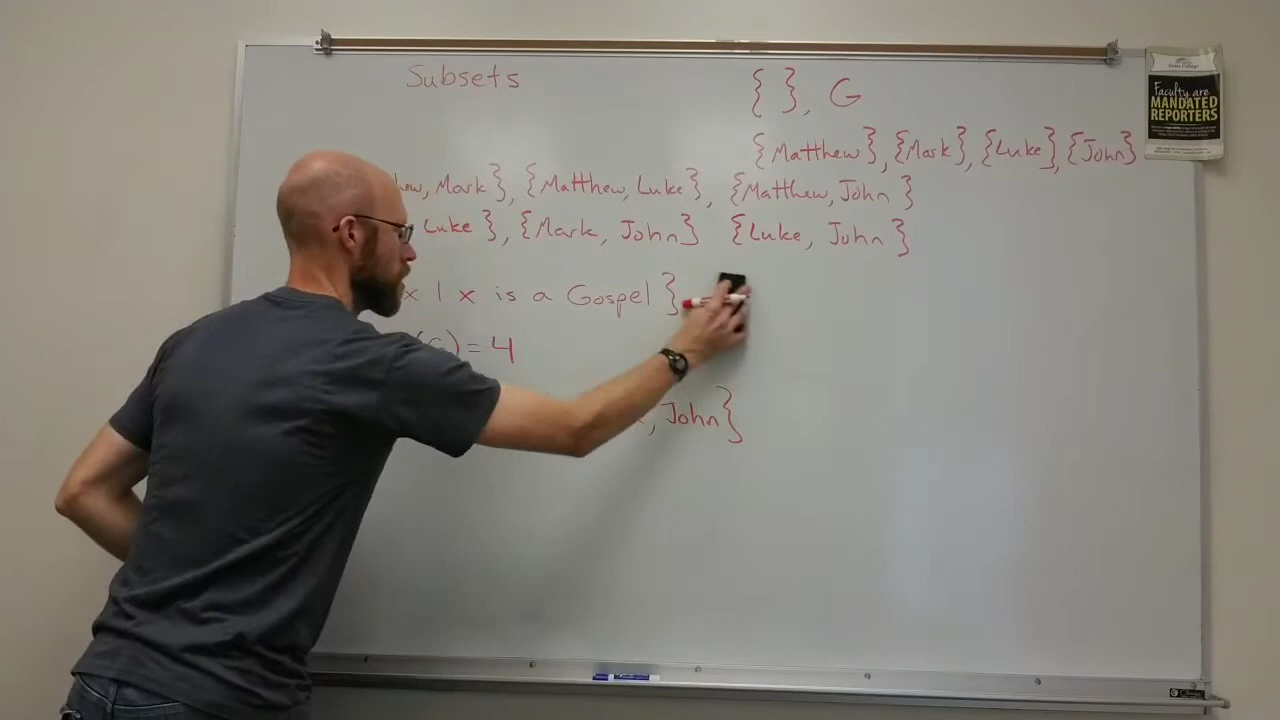 Subsets
{ }, G
{Matthew}, {Mark}, {Luke}, {John}
Mark}, {Matthew, Luke}, {Matthew, John}
Luke}, {Mark, John} {Luke, John}
x | x is a Gospel}
) = 4
, John}
Faculty are
MANDATED
REPORTERS